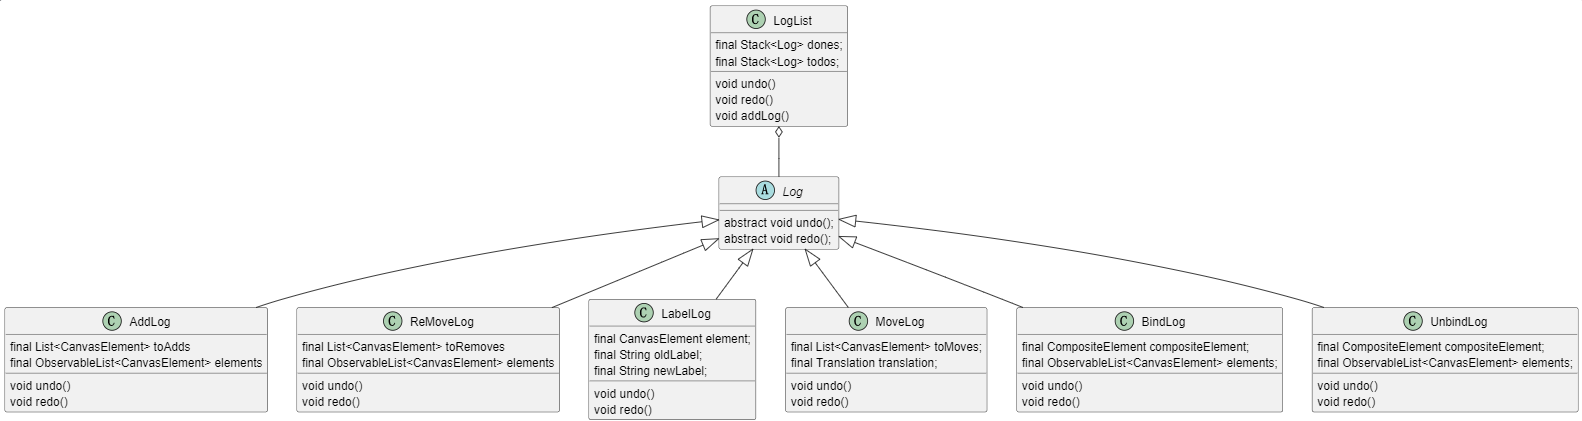 C LogList
final Stack<Log> dones;
final Stack<Log> todos;
void undo()
void redo()
void addLog()
A Log
abstract void undo();
abstract void redo();
C AddLog
final List<CanvasElement> toAdds
final ObservableList<CanvasElement> elements
void undo()
void redo()
C ReMoveLog
final List<CanvasElement> toRemoves
final ObservableList<CanvasElement> elements
void undo()
void redo()
C LabelLog
final CanvasElement element;
final String oldLabel;
final String newLabel;
void undo()
void redo()
C MoveLog
final List<CanvasElement> toMoves;
final Translation translation;
void undo()
void redo()
C BindLog
final CompositeElement compositeElement;
final ObservableList<CanvasElement> elements;
void undo()
void redo()
C UnbindLog
final CompositeElement compositeElement;
final ObservableList<CanvasElement> elements;
void undo()
void redo()